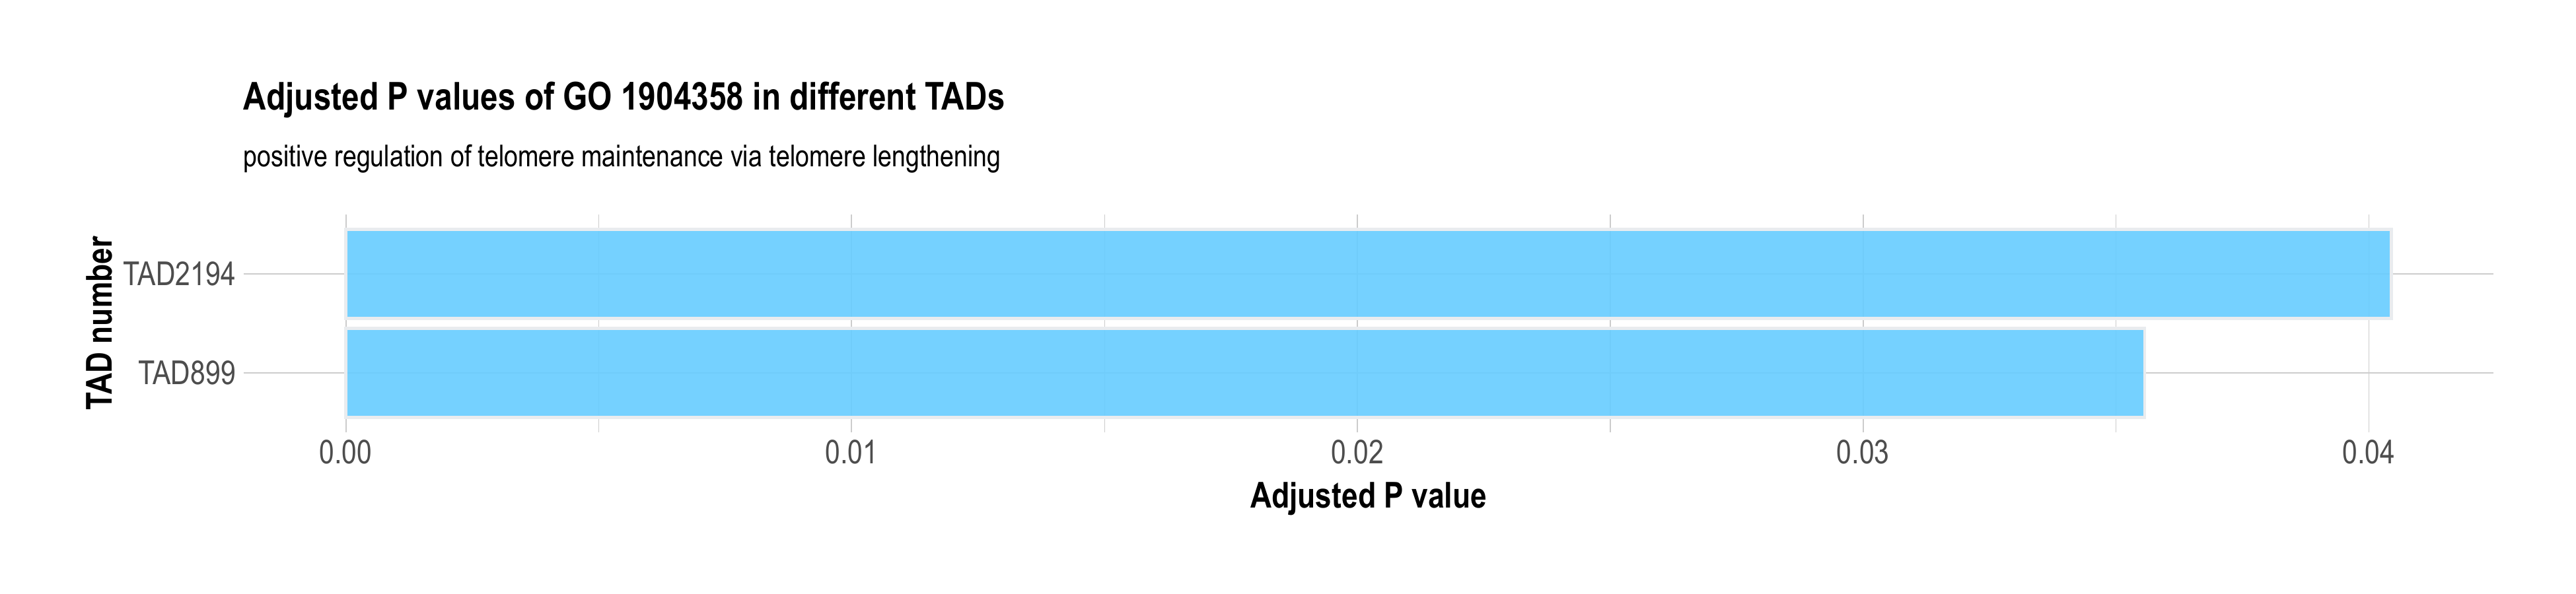 Adjusted P values of GO 1904358 in different TADs
positive regulation of telomere maintenance via telomere lengthening
TAD number
TAD2194
TAD899
0.00 0.01 0.02 0.03 0.04
Adjusted P value